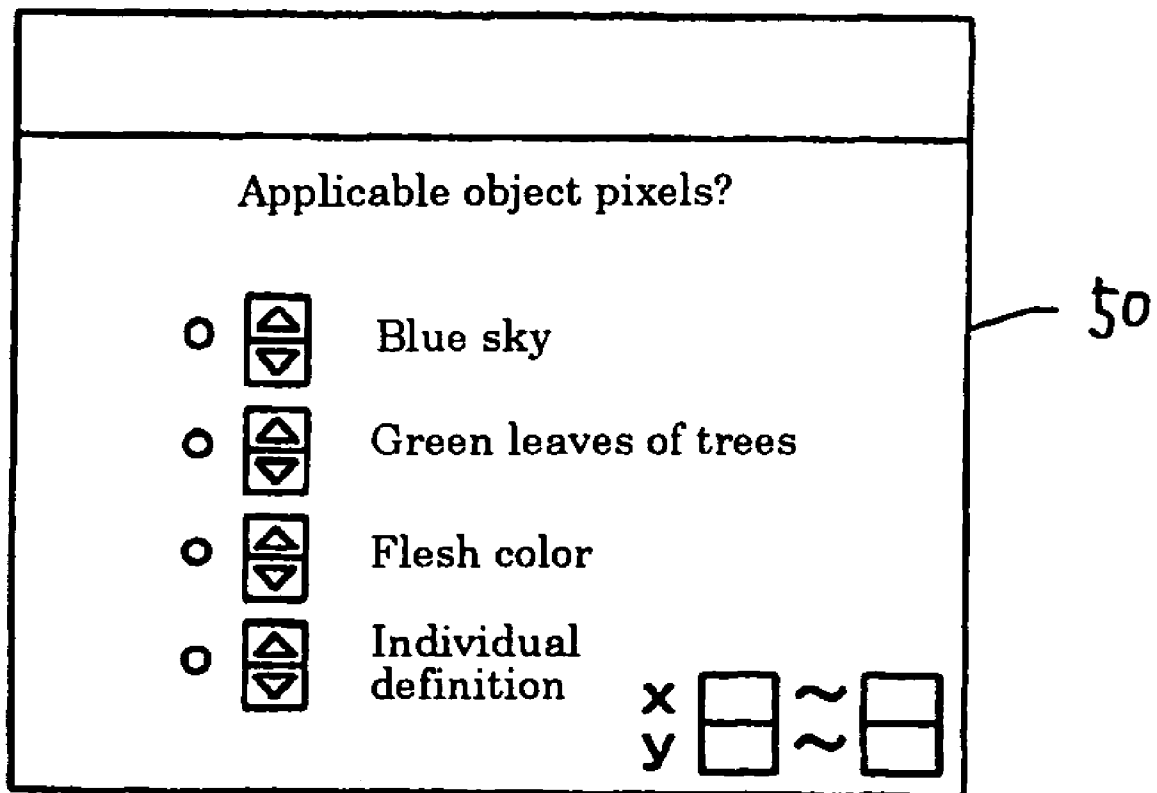 Applicable object pixels?
Blue sky
50
Green leaves of trees
Flesh color
Individual
definition
x ~
y ~